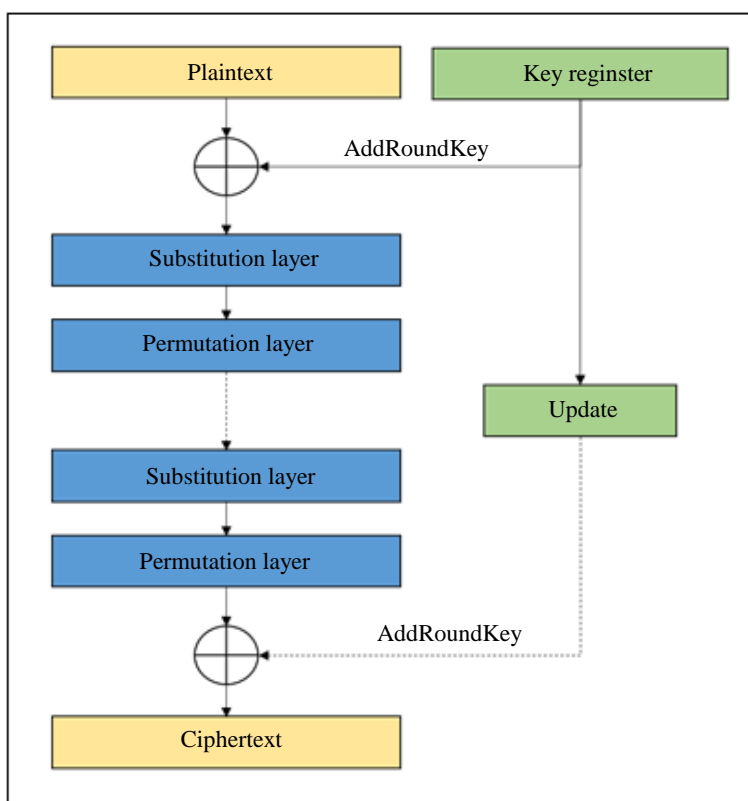 Plaintext
Key reginster
AddRoundKey
Substitution layer
Permutation layer
Update
Substitution layer
Permutation layer
AddRoundKey
Ciphertext